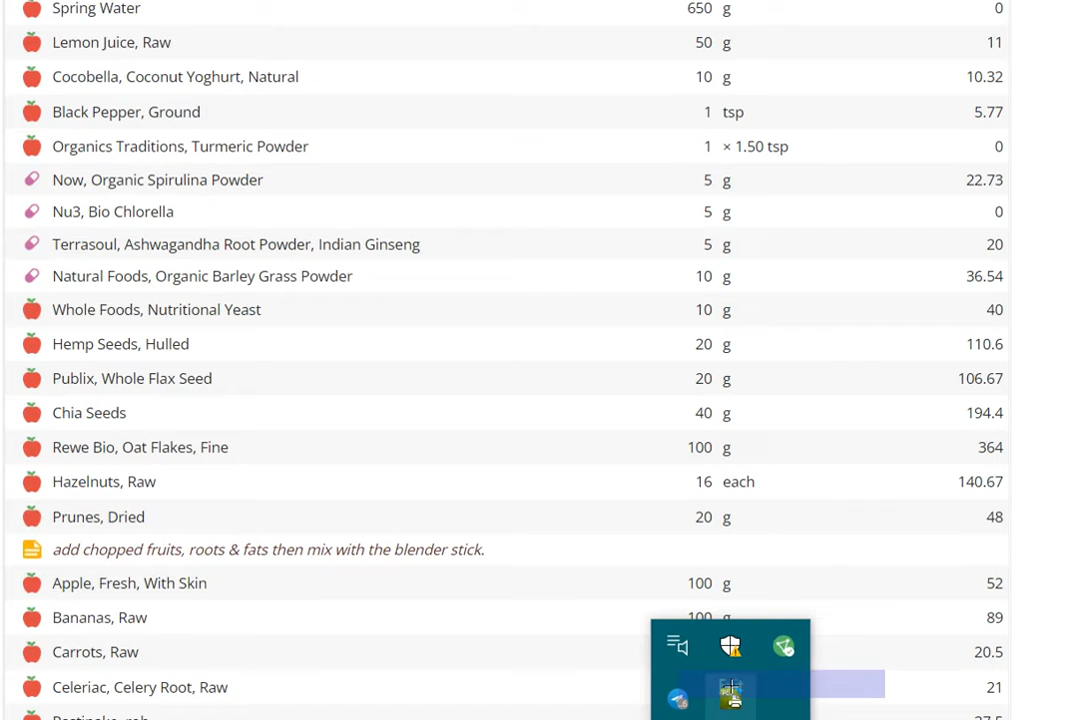 Spring Water 650 g 0
Lemon Juice, Raw 50 g 11
Cocobella, Coconut Yoghurt, Natural 10 g 10.32
Black Pepper, Ground 1 tsp 5.77
Organics Traditions, Turmeric Powder 1 × 1.50 tsp 0
Now, Organic Spirulina Powder 5 g 22.73
Nu3, Bio Chlorella 5 g 0
Terrasoul, Ashwagandha Root Powder, Indian Ginseng 5 g 20
Natural Foods, Organic Barley Grass Powder 10 g 36.54
Whole Foods, Nutritional Yeast 10 g 40
Hemp Seeds, Hulled 20 g 110.6
Publix, Whole Flax Seed 20 g 106.67
Chia Seeds 40 g 194.4
Rewe Bio, Oat Flakes, Fine 100 g 364
Hazelnuts, Raw 16 each 140.67
Prunes, Dried 20 g 48
add chopped fruits, roots & fats then mix with the blender stick.
Apple, Fresh, With Skin 100 g 52
Bananas, Raw 100 g 89
Carrots, Raw 20.5
Celeriac, Celery Root, Raw 21